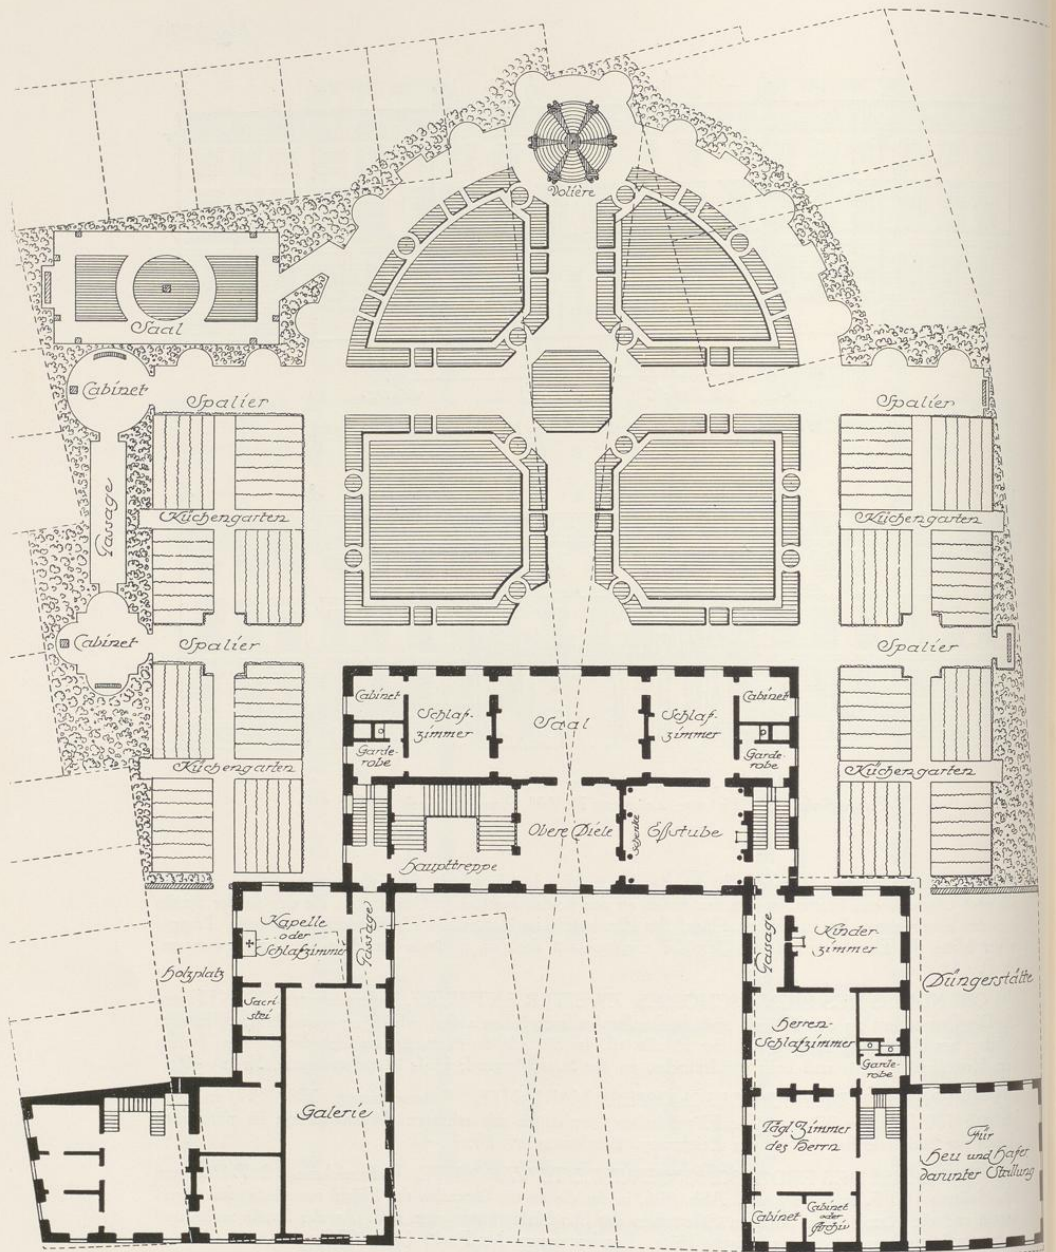 Volière
Saal
Cabinet
Spalier
Spalier
Passage
Küchengarten
Küchengarten
Cabinet
Spalier
Spalier
Cabinet
Schlaf-
zimmer
Saal
Schlaf-
zimmer
Cabinet
Garde-
robe
Garde-
robe
Küchengarten
Küchengarten
Haupttreppe
Obere Diele
Schenke
Eßstube
Kapelle
oder
Schlafzimmer
Passage
Passage
Kinder
zimmer
Holzplatz
Sacri
stei
Düngerstätte
Herren-
Schlafzimmer
Garde-
robe
Galerie
Tägl. Zimmer
des Herrn
Für
Heu und Hafer
darunter Stallung
Cabinet
Cabinet
oder
Archiv